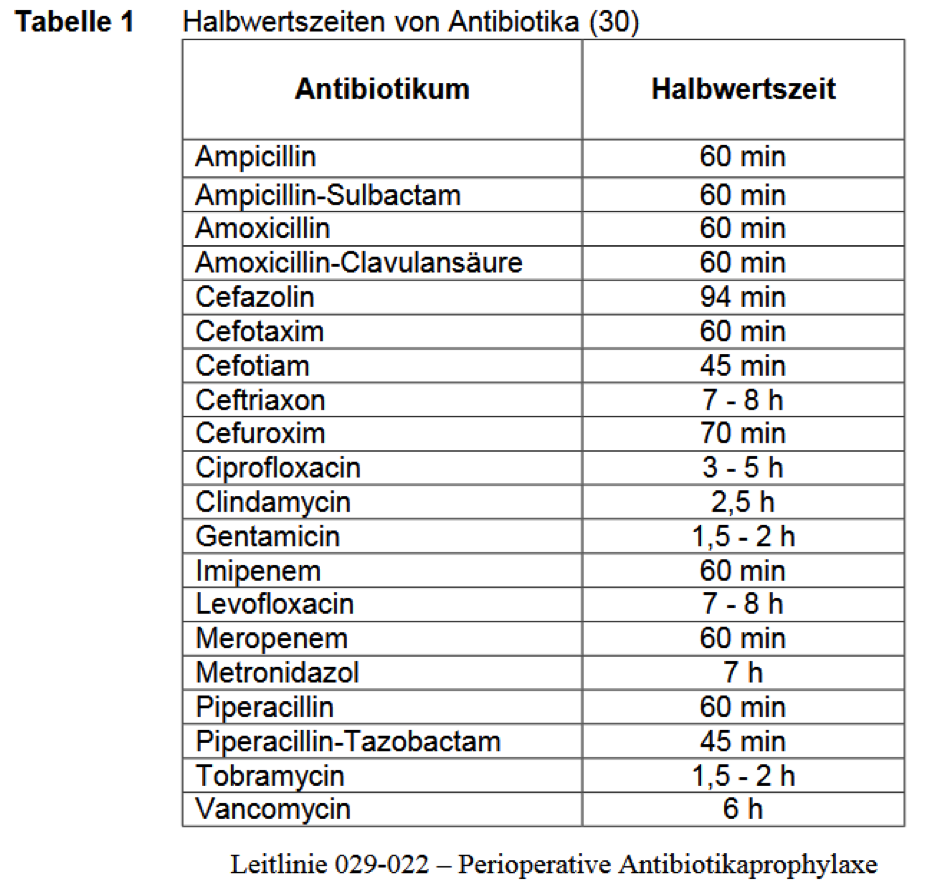 Tabelle 1 Halbwertszeiten von Antibiotika (30)
Antibiotikum Halbwertszeit
Ampicillin 60 min
Ampicillin-Sulbactam 60 min
Amoxicillin 60 min
Amoxicillin-Clavulansäure 60 min
Cefazolin 94 min
Cefotaxim 60 min
Cefotiam 45 min
Ceftriaxon 7 - 8 h
Cefuroxim 70 min
Ciprofloxacin 3 - 5 h
Clindamycin 2,5 h
Gentamicin 1,5 - 2 h
Imipenem 60 min
Levofloxacin 7 - 8 h
Meropenem 60 min
Metronidazol 7 h
Piperacillin 60 min
Piperacillin-Tazobactam 45 min
Tobramycin 1,5 - 2 h
Vancomycin 6 h
Leitlinie 029-022 – Perioperative Antibiotikaprophylaxe